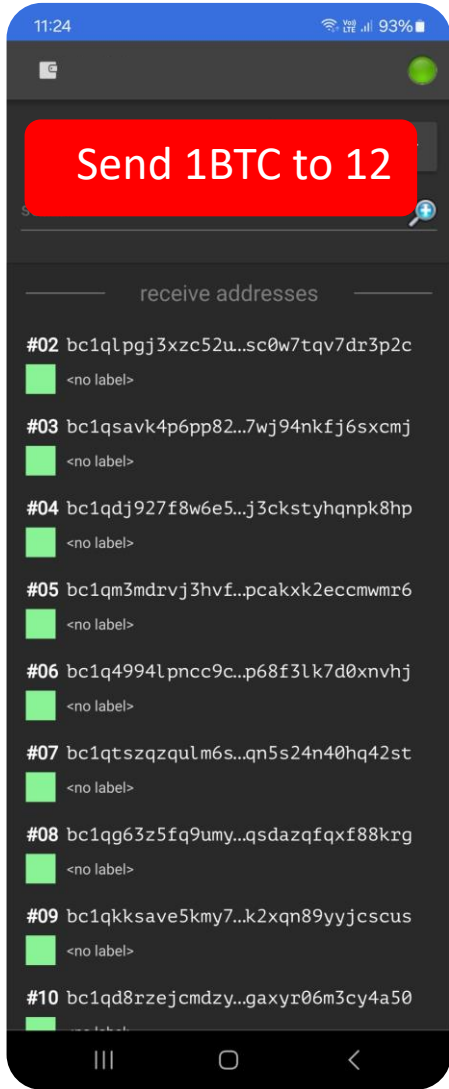 11:24 Vo) LTE 93%
Send 1BTC to 12
receive addresses
#02 bc1qlpgj3xzc52u...sc0w7tqv7dr3p2c
<no label>
#03 bc1qsavk4p6pp82...7wj94nkfj6sxcmj
<no label>
#04 bc1qdj927f8w6e5...j3ckstyhqnpk8hp
<no label>
#05 bc1qm3mdrvj3hvf...pcakxk2eccmwmr6
<no label>
#06 bc1q4994lpncc9c...p68f3lk7d0xnvhj
<no label>
#07 bc1qtszqzqulm6s...qn5s24n40hq42st
<no label>
#08 bc1qg63z5fq9umy...qsdazqfqxf88krg
<no label>
#09 bc1qkksave5kmy7...k2xqn89yyjcscus
<no label>
#10 bc1qd8rzejcmdzy...gaxyr06m3cy4a50